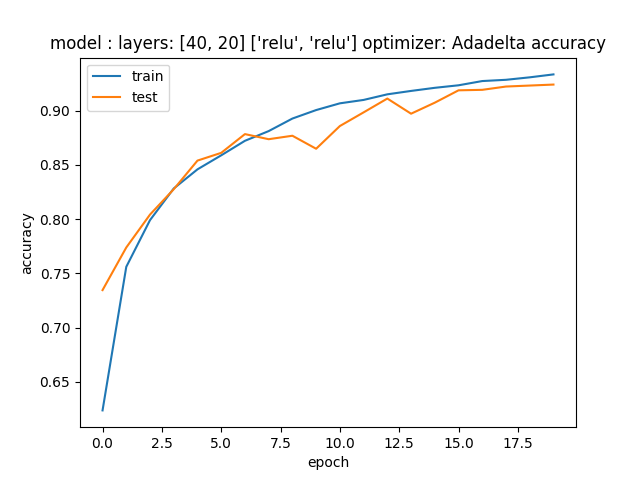 model : layers: [40, 20] ['relu', 'relu'] optimizer: Adadelta accuracy
train
test
0.90
0.85
0.80
0.75
0.70
0.65
accuracy
0.0 2.5 5.0 7.5 10.0 12.5 15.0 17.5
epoch